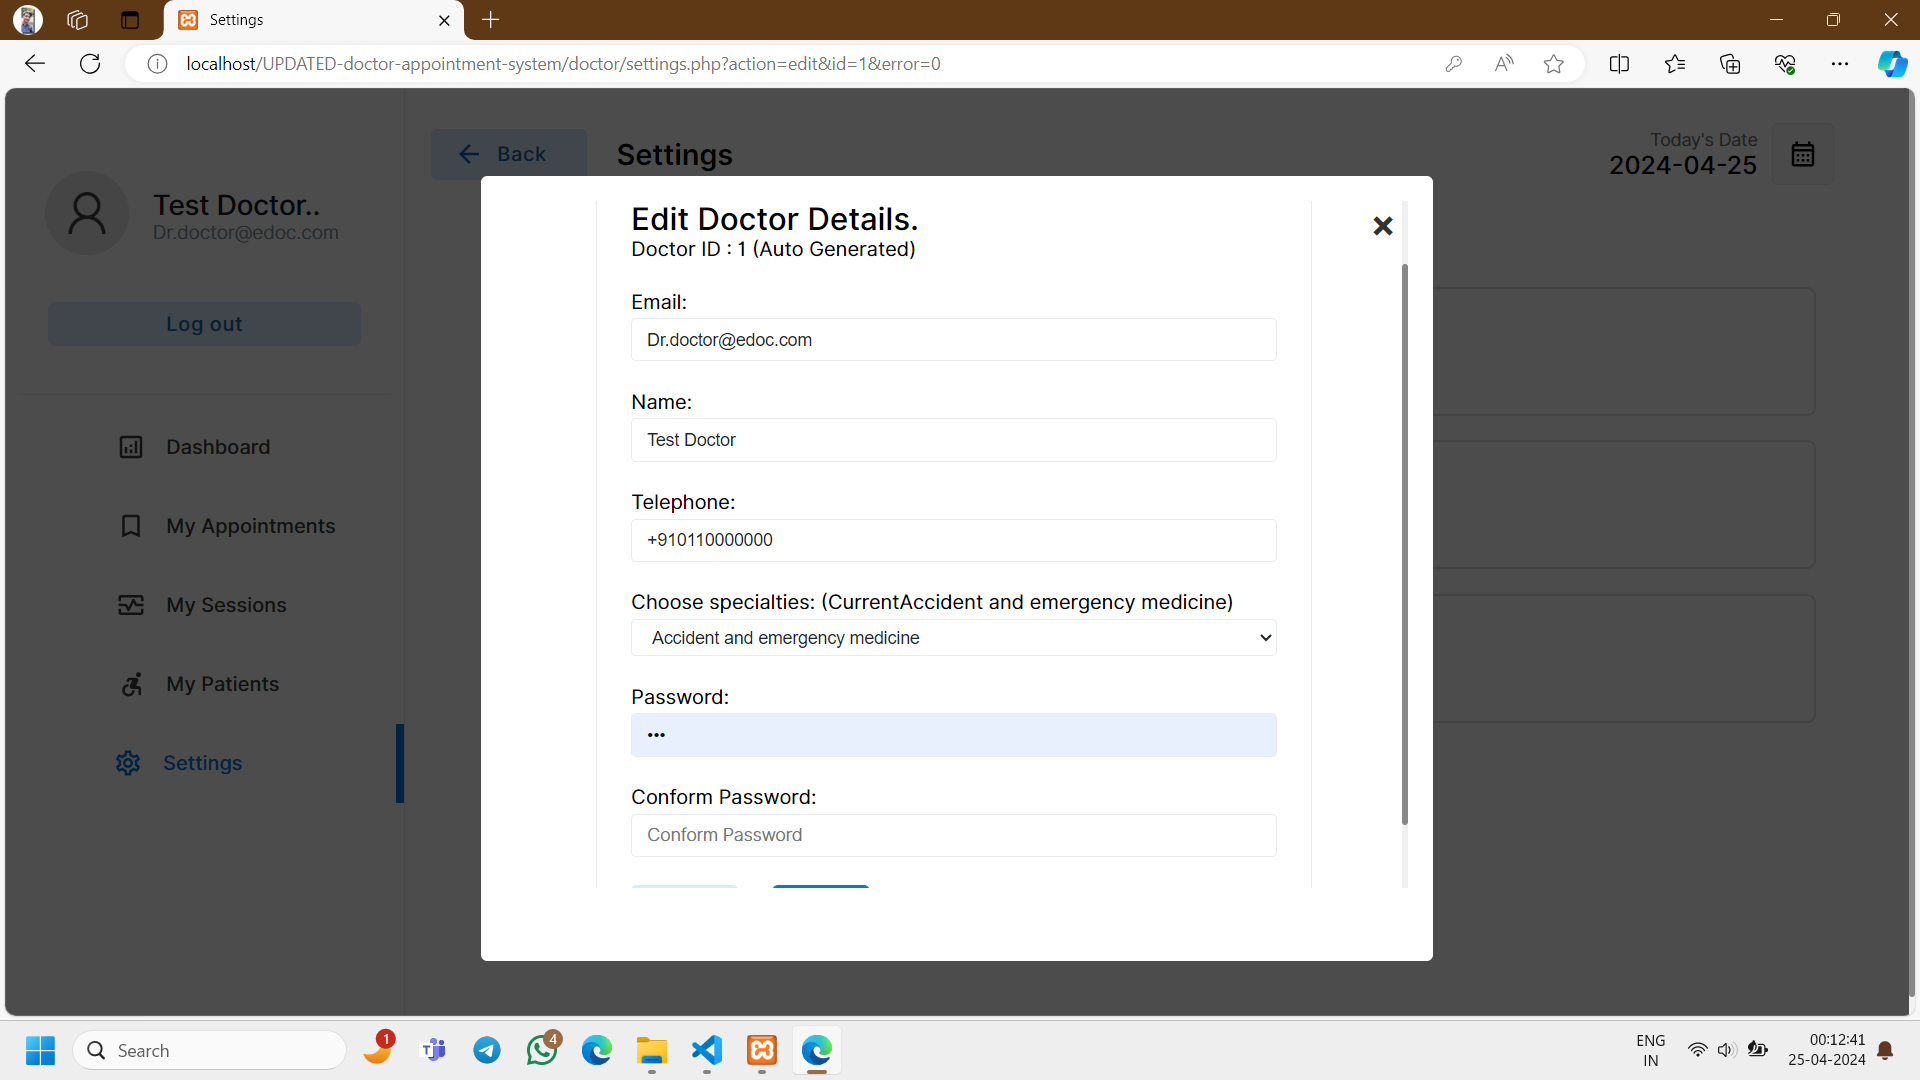 Settings
localhost/UPDATED-doctor-appointment-system/doctor/settings.php?action=edit&id=1&error=0
Back
Settings
Today's Date
2024-04-25
Test Doctor..
Dr.doctor@edoc.com
Log out
Dashboard
My Appointments
My Sessions
My Patients
Settings
Edit Doctor Details.
Doctor ID : 1 (Auto Generated)
Email:
Dr.doctor@edoc.com
Name:
Test Doctor
Telephone:
+910110000000
Choose specialties: (CurrentAccident and emergency medicine)
Accident and emergency medicine
Password:
•••
Conform Password:
Conform Password
Search
1
4
ENG
IN
00:12:41
25-04-2024